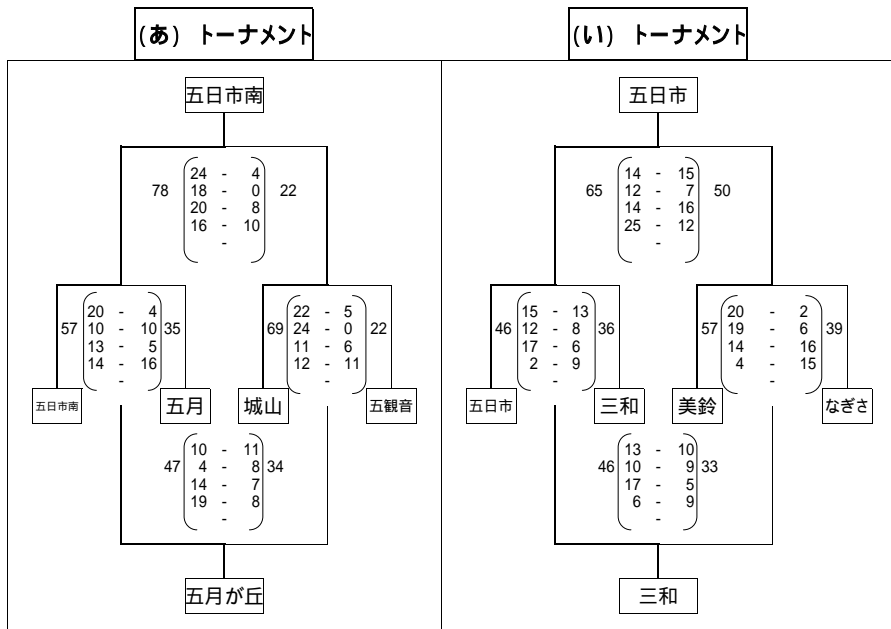 (あ) トーナメント
五日市南
78
24 - 4
18 - 0
20 - 8
16 - 10
-
22
57
20 - 4
10 - 10
13 - 5
14 - 16
-
35
69
22 - 5
24 - 0
11 - 6
12 - 11
-
22
五日市南
五月
城山
五観音
47
10 - 11
4 - 8
14 - 7
19 - 8
-
34
五月が丘
(い) トーナメント
五日市
65
14 - 15
12 - 7
14 - 16
25 - 12
-
50
46
15 - 13
12 - 8
17 - 6
2 - 9
-
36
57
20 - 2
19 - 6
14 - 16
4 - 15
-
39
五日市
三和
美鈴
なぎさ
46
13 - 10
10 - 9
17 - 5
6 - 9
-
33
三和